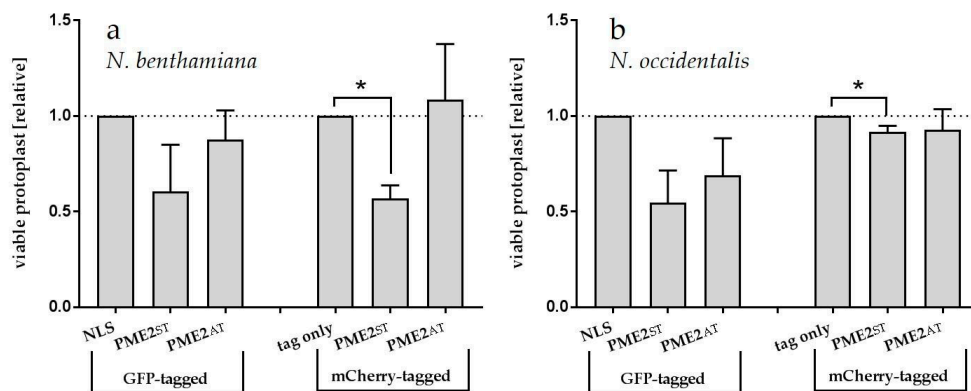 a
N. benthamiana
viable protoplast [relative]
1.5
1.0
0.5
0.0
*
NLS
PME2ST
PME2AT
tag only
PME2ST
PME2AT
GFP-tagged
mCherry-tagged
b
N. occidentalis
viable protoplast [relative]
1.5
1.0
0.5
0.0
*
NLS
PME2ST
PME2AT
tag only
PME2ST
PME2AT
GFP-tagged
mCherry-tagged